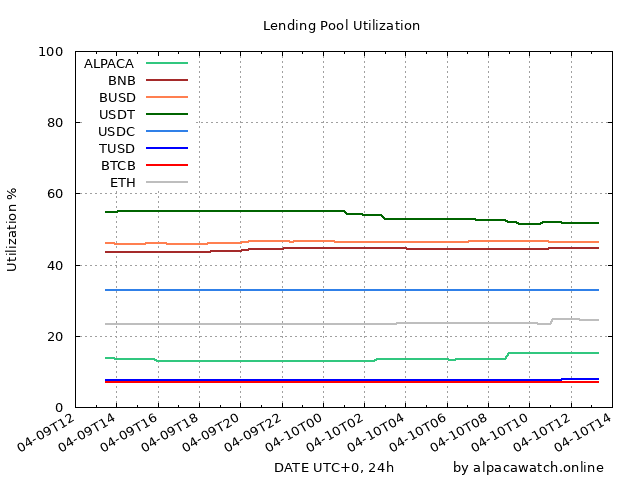 Lending Pool Utilization
100
80
60
40
20
0
Utilization %
ALPACA
BNB
BUSD
USDT
USDC
TUSD
BTCB
ETH
04-09T12
04-09T14
04-09T16
04-09T18
04-09T20
04-09T22
04-10T00
04-10T02
04-10T04
04-10T06
04-10T08
04-10T10
04-10T12
04-10T14
DATE UTC+0, 24h
by alpacawatch.online